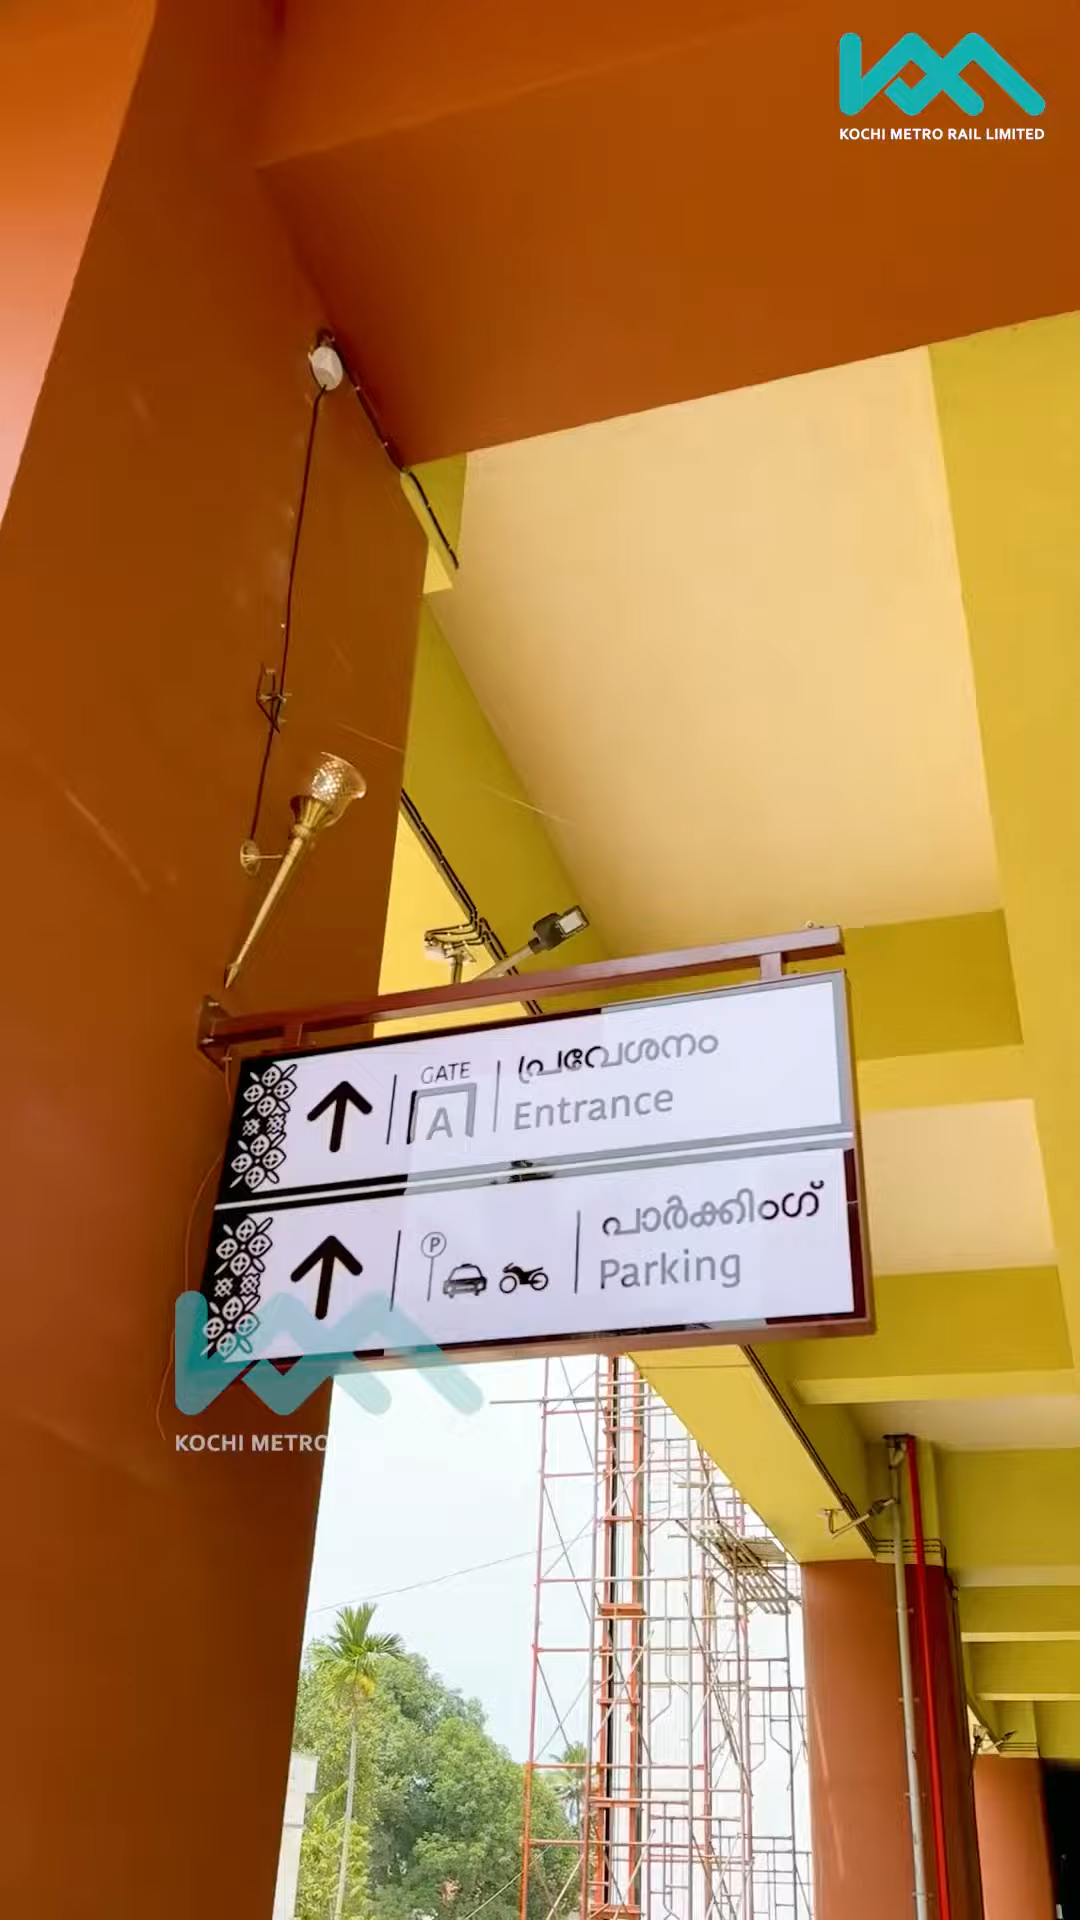 KOCHI METRO RAIL LIMITED
GATE
A
പ്രവേശനം
Entrance
P
പാർക്കിംഗ്
Parking
KOCHI METRO